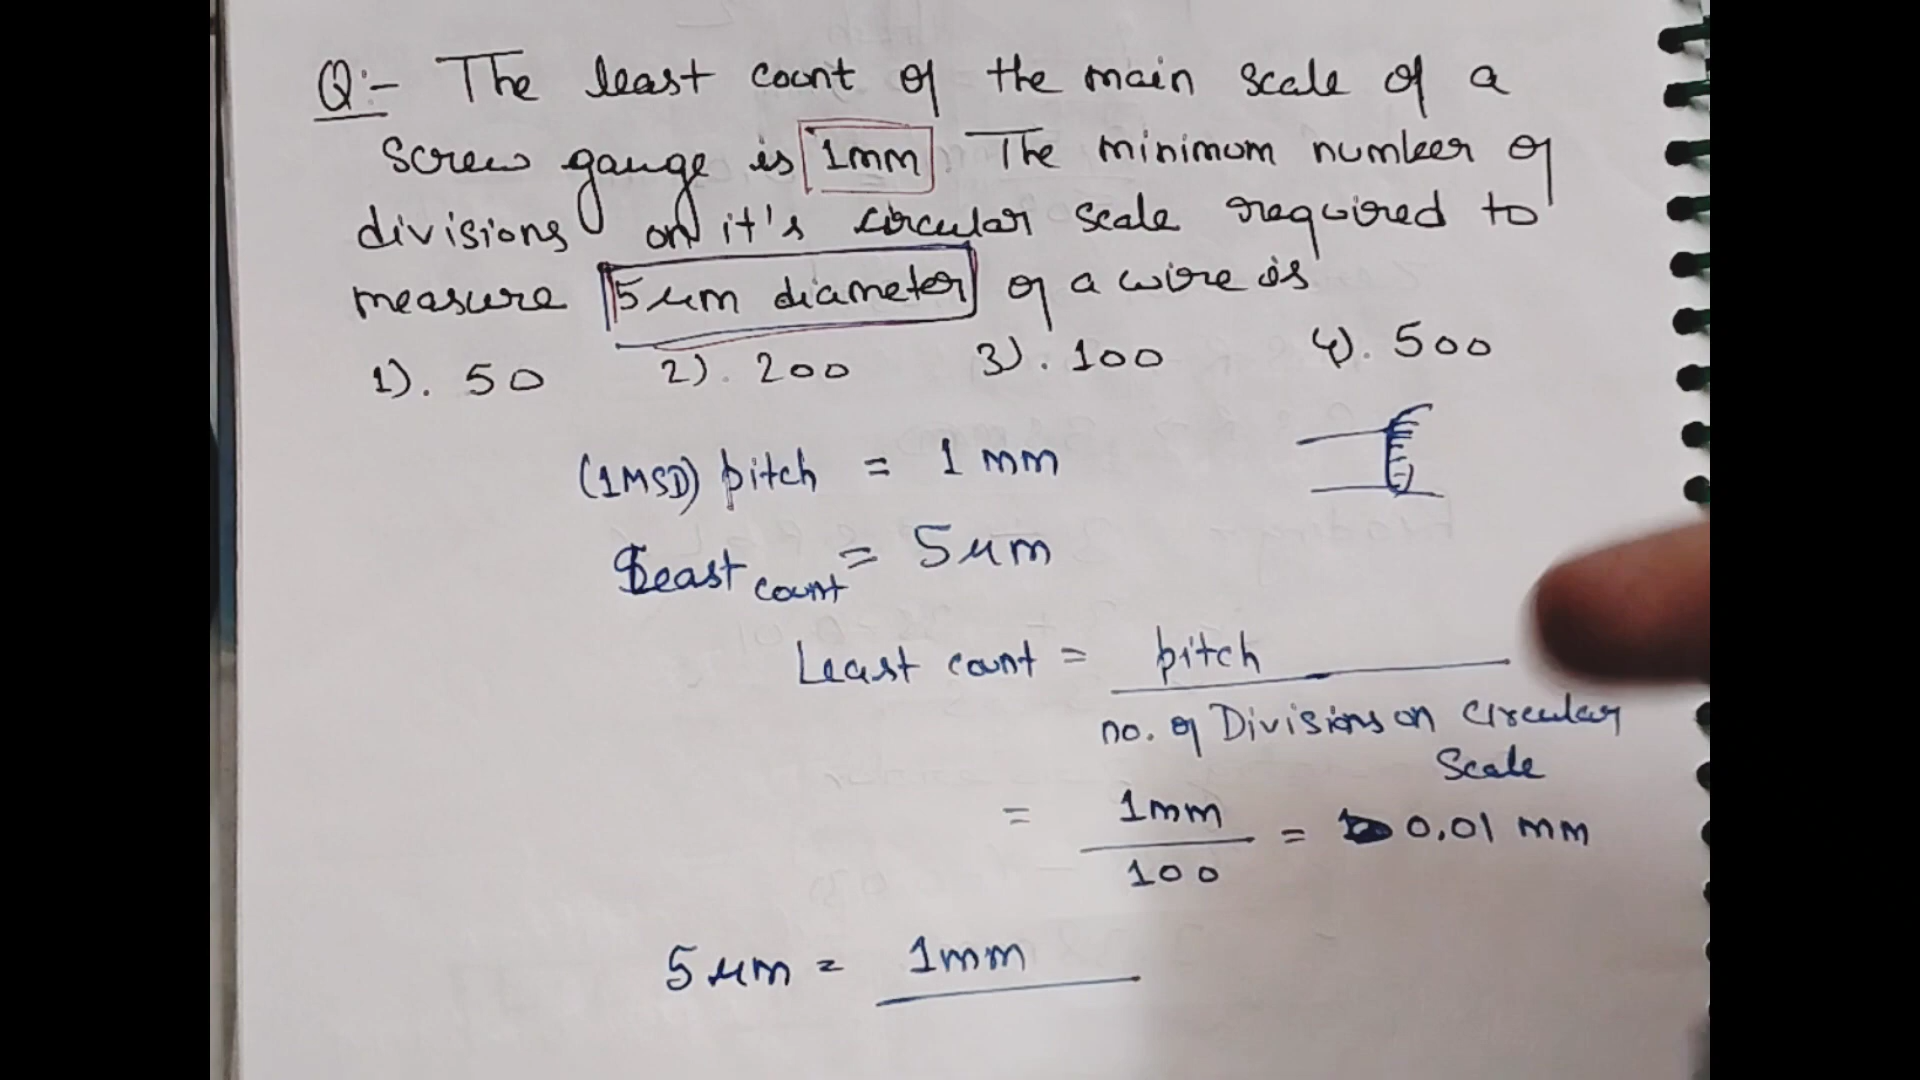 Q:- The least count of the main scale of a
screw gauge is 1mm The minimum number of
divisions on it's circular scale required to
measure 5μm diameter of a wire is
1). 50 2). 200 3). 100 4). 500
(1MSD) pitch = 1 mm
Least count = 5μm
Least count = pitch
no. of Divisions on circular
Scale
= 1mm
100 = 0.01 mm
5μm = 1mm